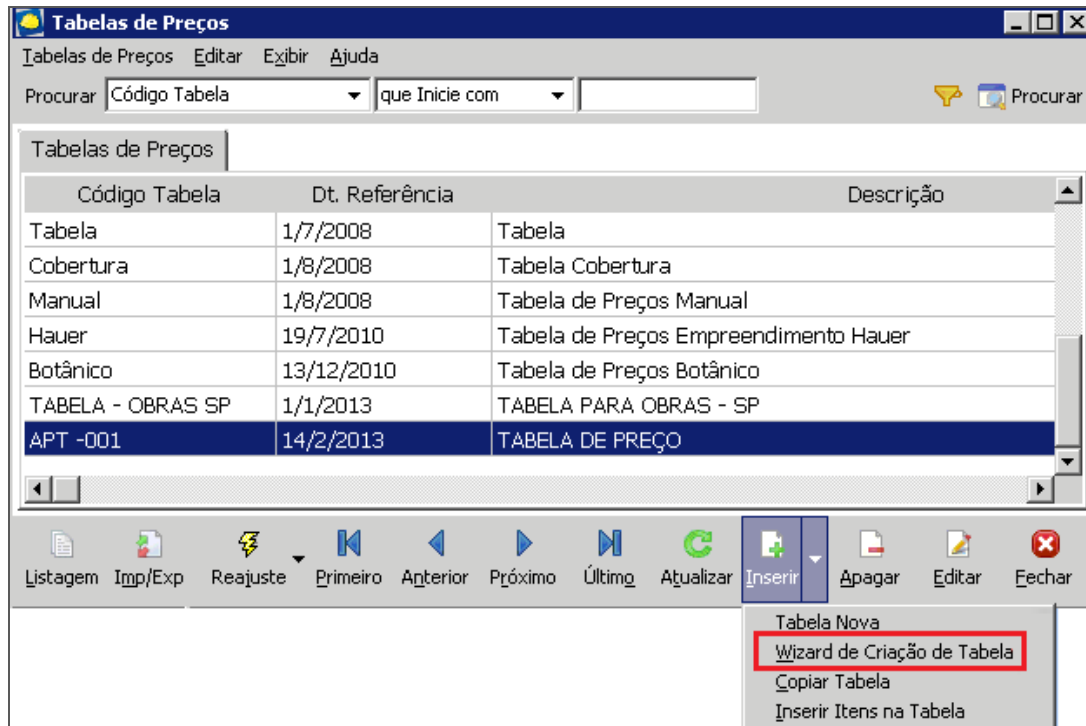 Tabelas de Preços
Tabelas de Preços Editar Exibir Ajuda
Procurar Código Tabela que Inicie com Procurar
Tabelas de Preços
Código Tabela Dt. Referência Descrição
Tabela 1/7/2008 Tabela
Cobertura 1/8/2008 Tabela Cobertura
Manual 1/8/2008 Tabela de Preços Manual
Hauer 19/7/2010 Tabela de Preços Empreendimento Hauer
Botânico 13/12/2010 Tabela de Preços Botânico
TABELA - OBRAS SP 1/1/2013 TABELA PARA OBRAS - SP
APT -001 14/2/2013 TABELA DE PREÇO
Listagem Imp/Exp Reajuste Primeiro Anterior Próximo Último Atualizar Inserir Apagar Editar Fechar
Tabela Nova
Wizard de Criação de Tabela
Copiar Tabela
Inserir Itens na Tabela